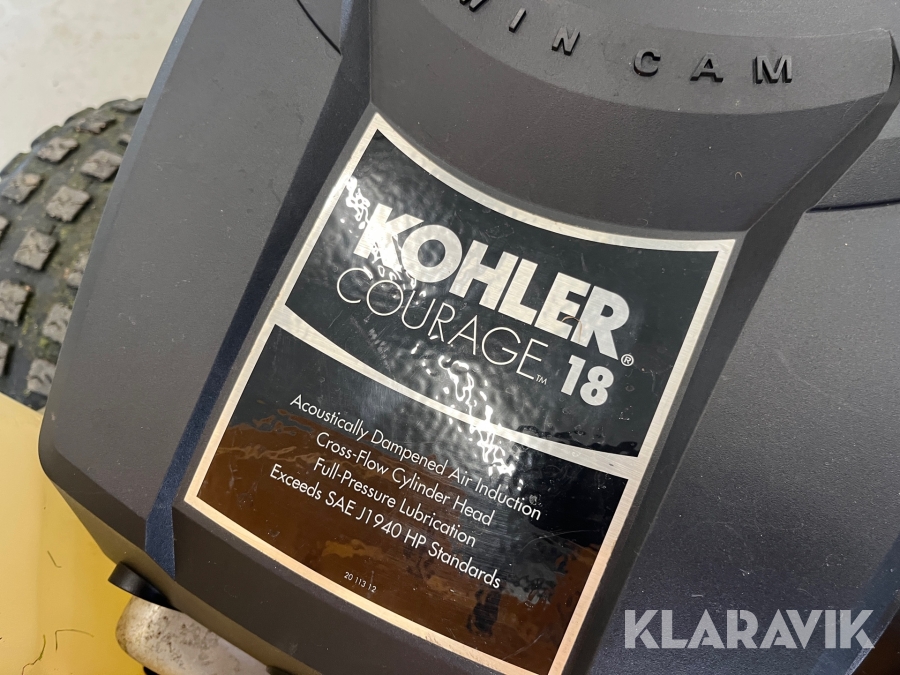 WIN CAM
KOHLER®
COURAGE™ 18
Acoustically Dampened Air Induction
Cross-Flow Cylinder Head
Full-Pressure Lubrication
Exceeds SAE J1940 HP Standards
20 113 12
KLARAVIK